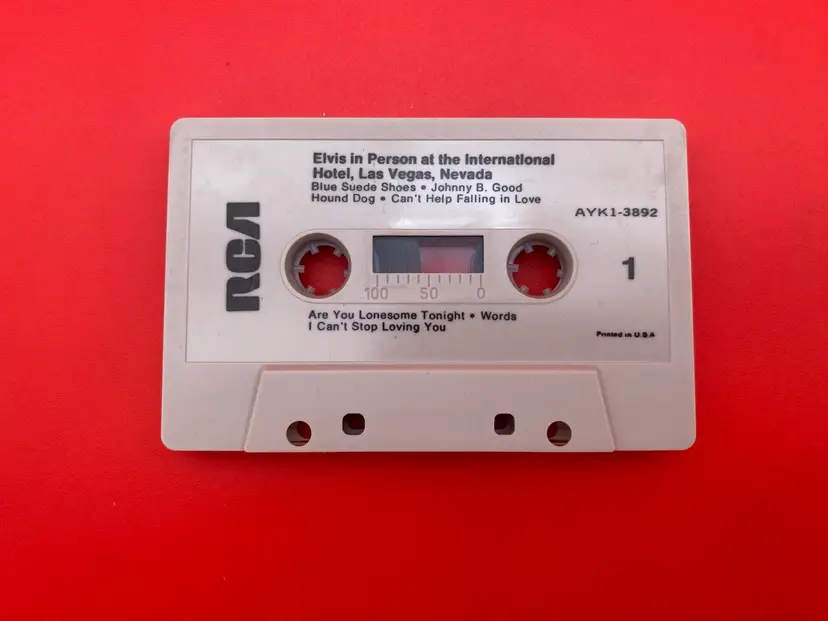 Elvis in Person at the International
Hotel, Las Vegas, Nevada
Blue Suede Shoes • Johnny B. Good
Hound Dog • Can't Help Falling in Love
AYK1-3892
RCA
1
100 50 0
Are You Lonesome Tonight • Words
I Can't Stop Loving You
Printed in U.S.A